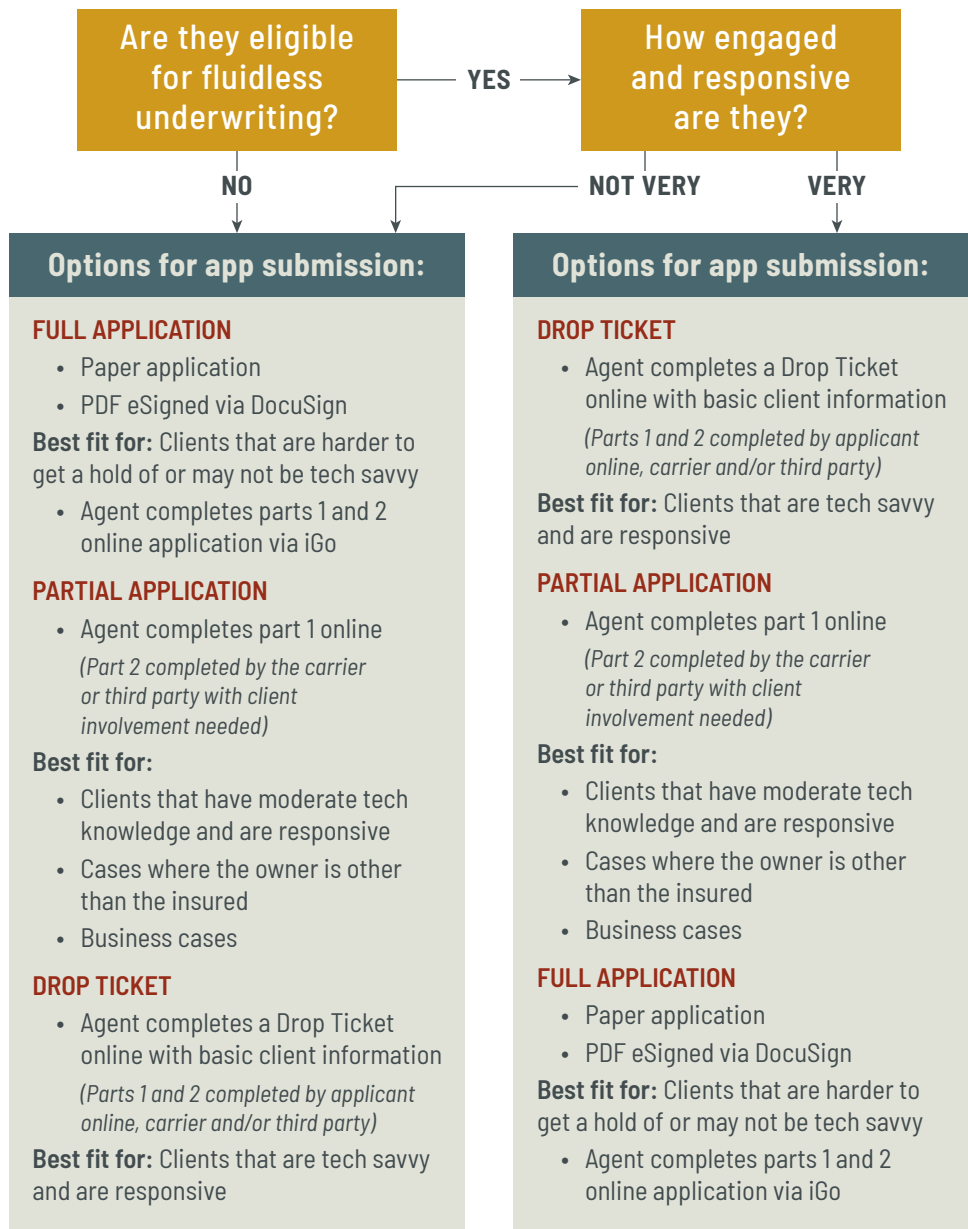 Are they eligible
for fluidless
underwriting?
YES
How engaged
and responsive
are they?
NO
NOT VERY
VERY
Options for app submission:
FULL APPLICATION
• Paper application
• PDF eSigned via DocuSign
Best fit for: Clients that are harder to
get a hold of or may not be tech savvy
• Agent completes parts 1 and 2
online application via iGo
PARTIAL APPLICATION
• Agent completes part 1 online
(Part 2 completed by the carrier
or third party with client
involvement needed)
Best fit for:
• Clients that have moderate tech
knowledge and are responsive
• Cases where the owner is other
than the insured
• Business cases
DROP TICKET
• Agent completes a Drop Ticket
online with basic client information
(Parts 1 and 2 completed by applicant
online, carrier and/or third party)
Best fit for: Clients that are tech savvy
and are responsive
Options for app submission:
DROP TICKET
• Agent completes a Drop Ticket
online with basic client information
(Parts 1 and 2 completed by applicant
online, carrier and/or third party)
Best fit for: Clients that are tech savvy
and are responsive
PARTIAL APPLICATION
• Agent completes part 1 online
(Part 2 completed by the carrier
or third party with client
involvement needed)
Best fit for:
• Clients that have moderate tech
knowledge and are responsive
• Cases where the owner is other
than the insured
• Business cases
FULL APPLICATION
• Paper application
• PDF eSigned via DocuSign
Best fit for: Clients that are harder to
get a hold of or may not be tech savvy
• Agent completes parts 1 and 2
online application via iGo